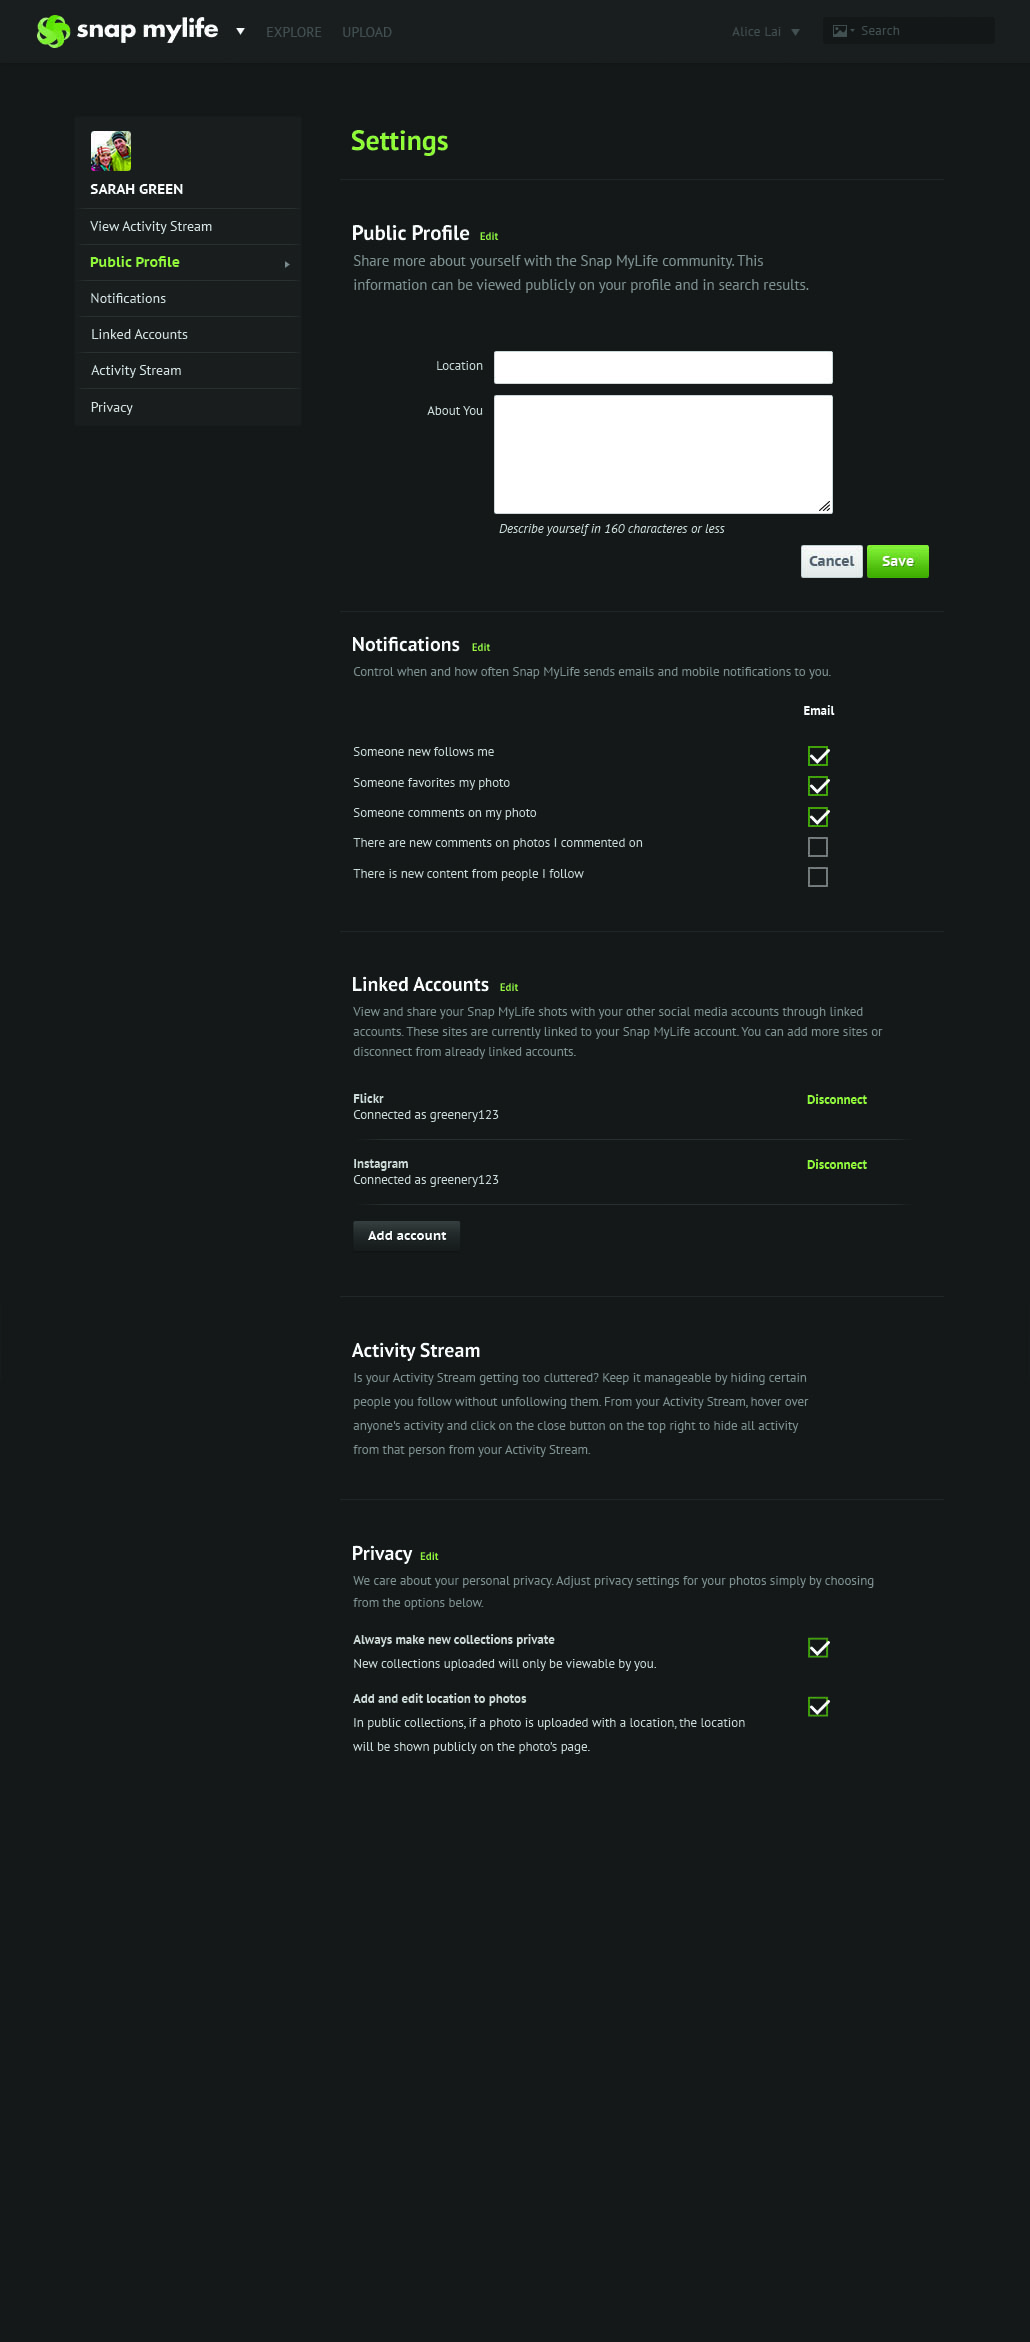 snap mylife
EXPLORE
UPLOAD
Alice Lai
Search
SARAH GREEN
View Activity Stream
Public Profile
Notifications
Linked Accounts
Activity Stream
Privacy
Settings
Public Profile Edit
Share more about yourself with the Snap MyLife community. This
information can be viewed publicly on your profile and in search results.
Location
About You
Describe yourself in 160 characteres or less
Cancel
Save
Notifications Edit
Control when and how often Snap MyLife sends emails and mobile notifications to you.
Email
Someone new follows me
Someone favorites my photo
Someone comments on my photo
There are new comments on photos I commented on
There is new content from people I follow
Linked Accounts Edit
View and share your Snap MyLife shots with your other social media accounts through linked
accounts. These sites are currently linked to your Snap MyLife account. You can add more sites or
disconnect from already linked accounts.
Flickr
Disconnect
Connected as greenery123
Instagram
Disconnect
Connected as greenery123
Add account
Activity Stream
Is your Activity Stream getting too cluttered? Keep it manageable by hiding certain
people you follow without unfollowing them. From your Activity Stream, hover over
anyone's activity and click on the close button on the top right to hide all activity
from that person from your Activity Stream.
Privacy Edit
We care about your personal privacy. Adjust privacy settings for your photos simply by choosing
from the options below.
Always make new collections private
New collections uploaded will only be viewable by you.
Add and edit location to photos
In public collections, if a photo is uploaded with a location, the location
will be shown publicly on the photo's page.